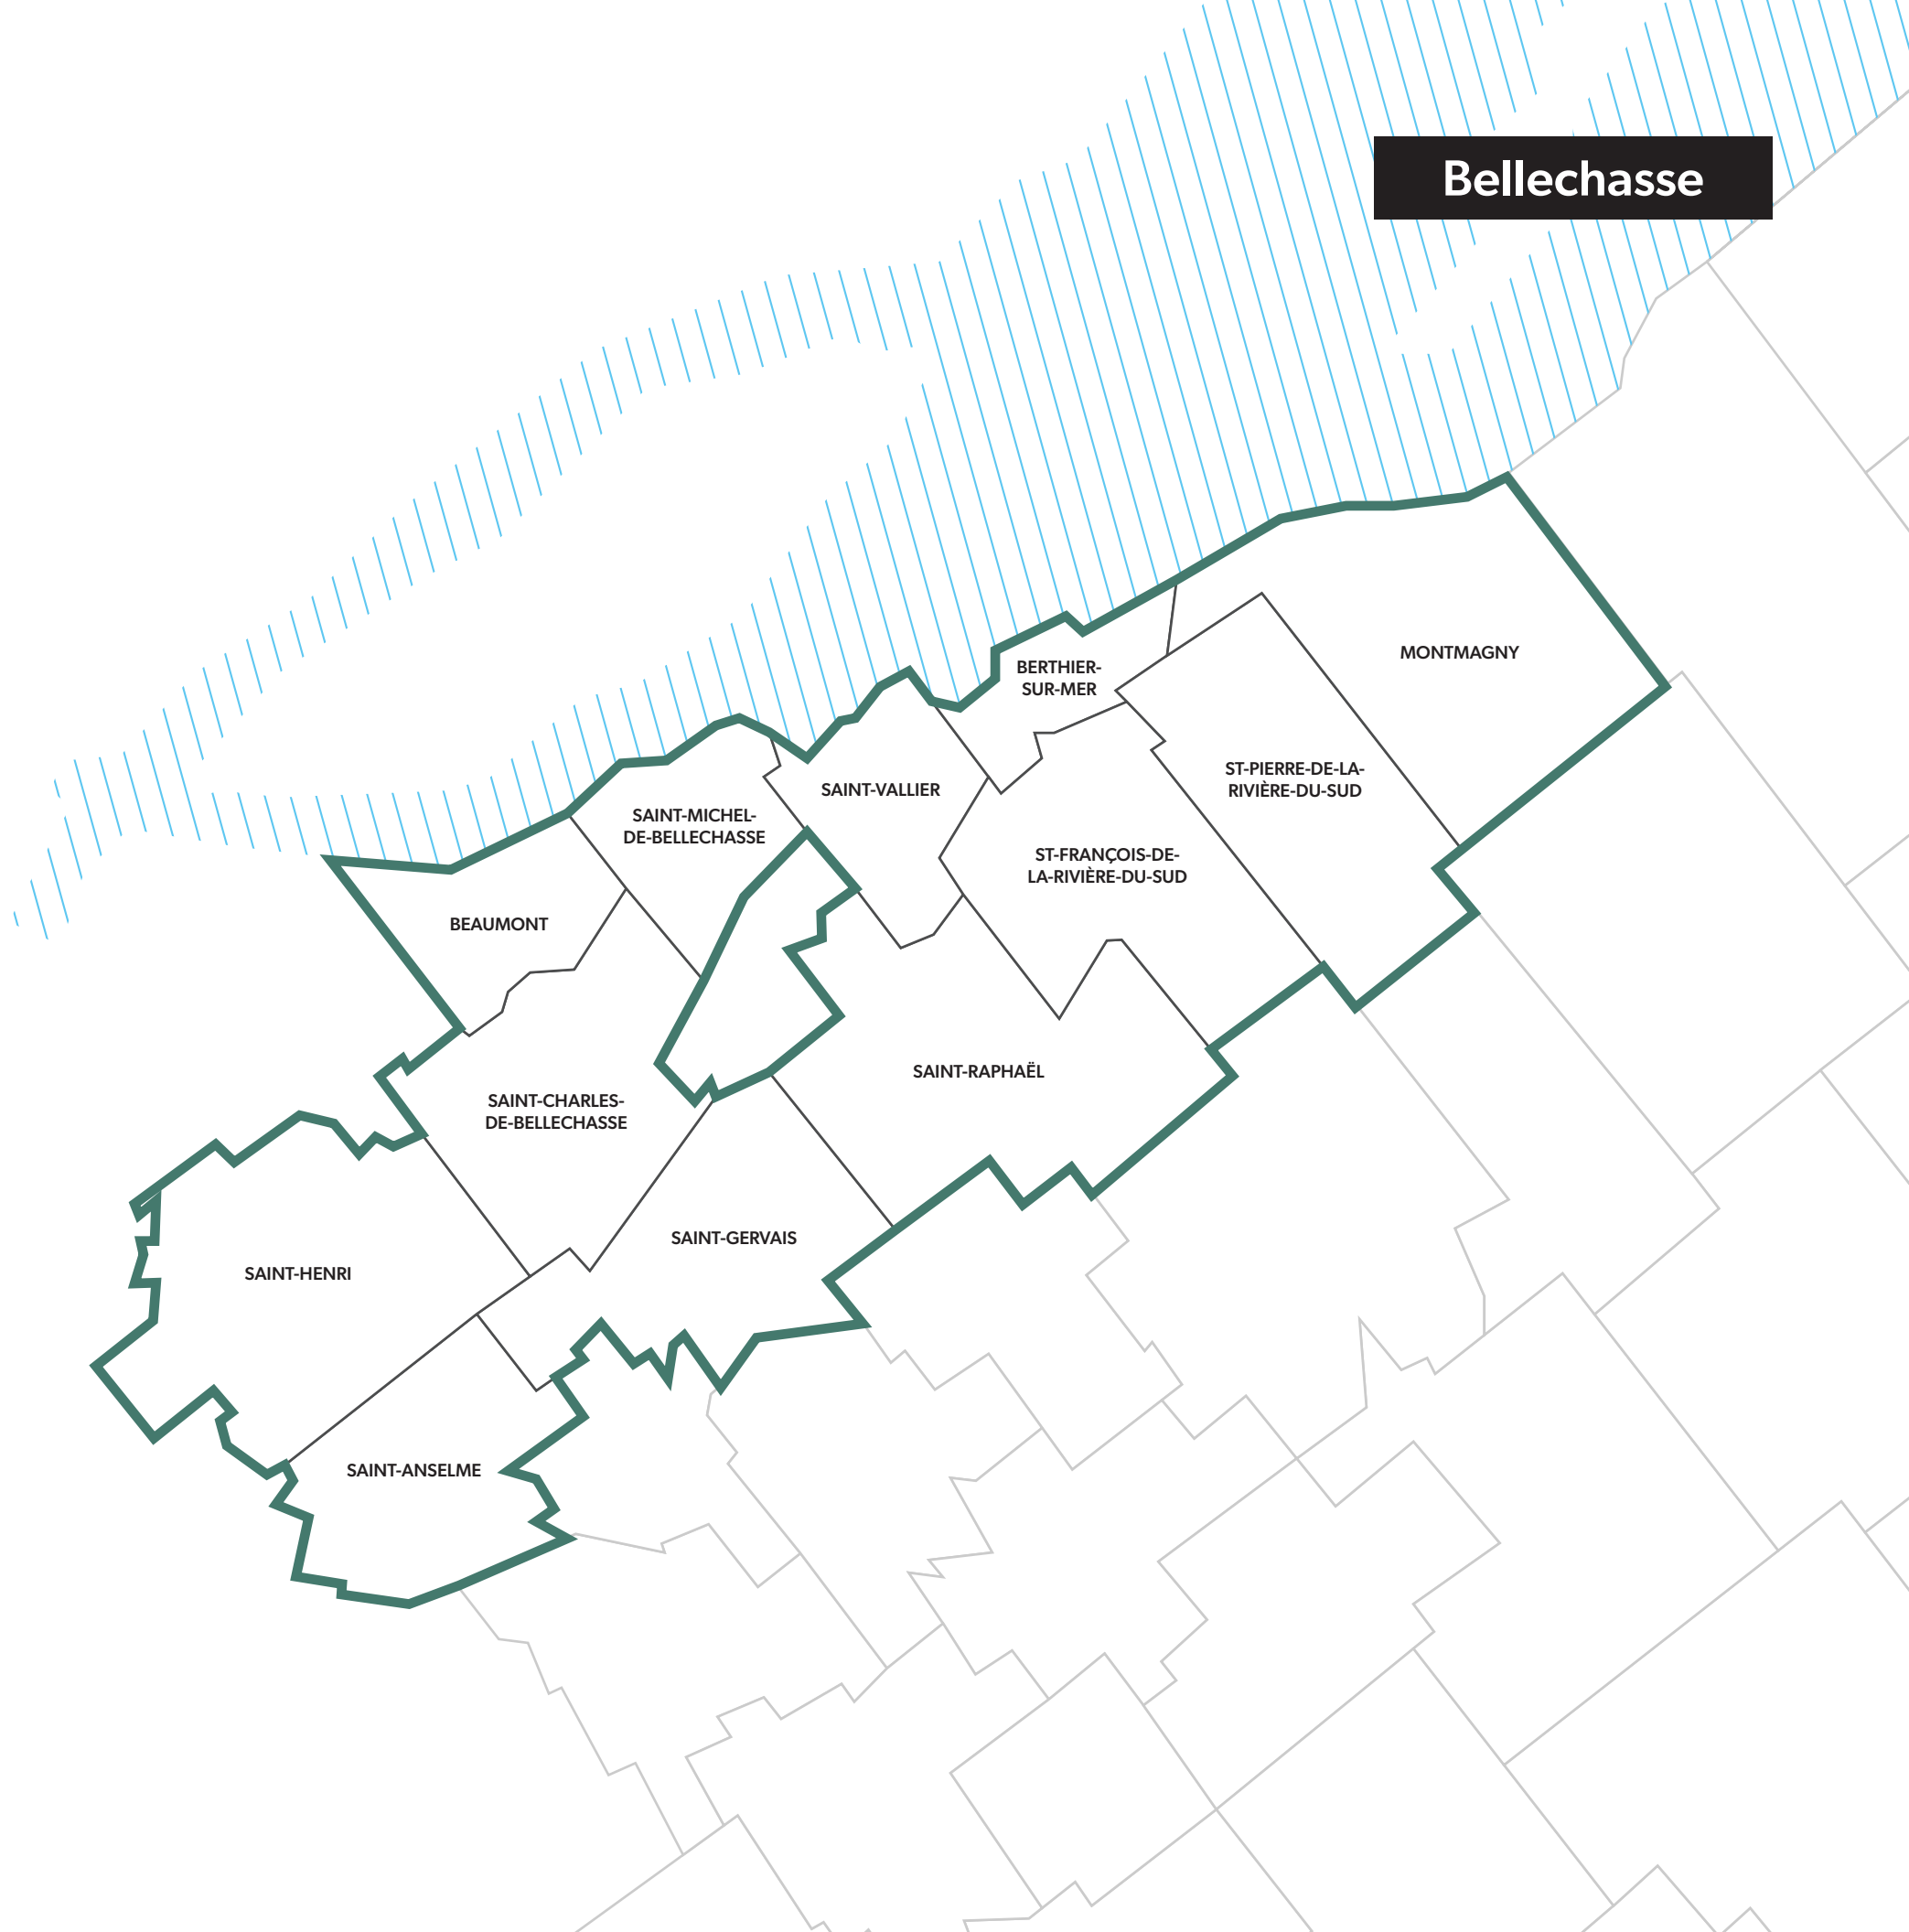 Bellechasse
MONTMAGNY
BERTHIER-
SUR-MER
ST-PIERRE-DE-LA-
RIVIÈRE-DU-SUD
SAINT-VALLIER
SAINT-MICHEL-
DE-BELLECHASSE
ST-FRANÇOIS-DE-
LA-RIVIÈRE-DU-SUD
BEAUMONT
SAINT-RAPHAËL
SAINT-CHARLES-
DE-BELLECHASSE
SAINT-GERVAIS
SAINT-HENRI
SAINT-ANSELME